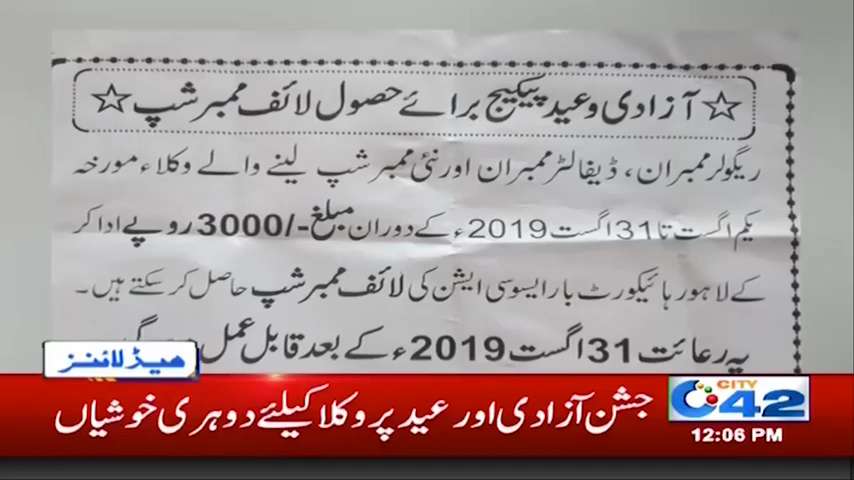 ☆ آزادی و عید پیکیج برائے حصول لائف ممبر شپ ☆
ریگولر ممبران، ڈیفالٹر ممبران اور نئی ممبر شپ لینے والے وکلاء مورخہ
یکم اگست تا 31 اگست 2019ء کے دوران مبلغ -/3000 روپے ادا کر
کے لاہور ہائیکورٹ بار ایسوسی ایشن کی لائف ممبر شپ حاصل کر سکتے ہیں۔
یہ رعائت 31 اگست 2019ء کے بعد قابل عمل
ہیڈلائنز
جشن آزادی اور عید پر وکلا کیلئے دوہری خوشیاں
CITY 42
12:06 PM